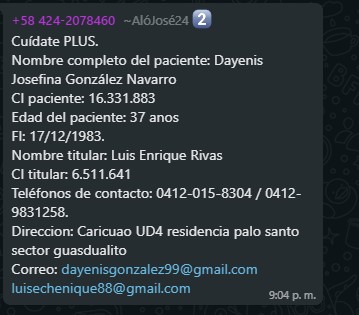 +58 424-2078460 ~AlóJosé24 2
Cuídate PLUS.
Nombre completo del paciente: Dayenis
Josefina González Navarro
CI paciente: 16.331.883
Edad del paciente: 37 anos
FI: 17/12/1983.
Nombre titular: Luis Enrique Rivas
CI titular: 6.511.641
Teléfonos de contacto: 0412-015-8304 / 0412-
9831258.
Direccion: Caricuao UD4 residencia palo santo
sector guasdualito
Correo: dayenisgonzalez99@gmail.com
luisechenique88@gmail.com
9:04 p. m.